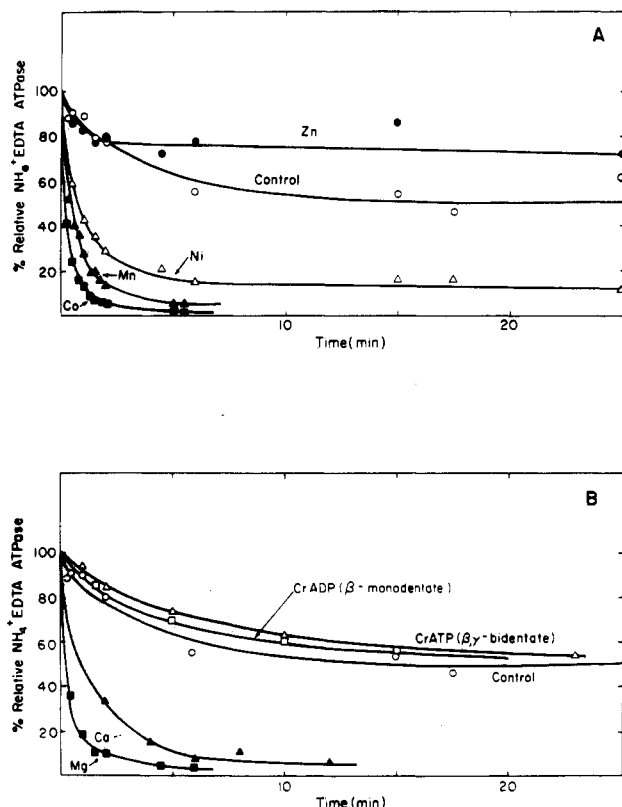 A
% Relative NH₄⁺EDTA ATPase
100
80
60
40
20
Zn
Control
Ni
Mn
Co
10
20
Time(min)
B
% Relative NH₄⁺EDTA ATPase
100
80
60
40
20
CrADP(β-monodentate)
CrATP(β,γ-bidentate)
Control
Ca
Mg
10
20
Time(min)